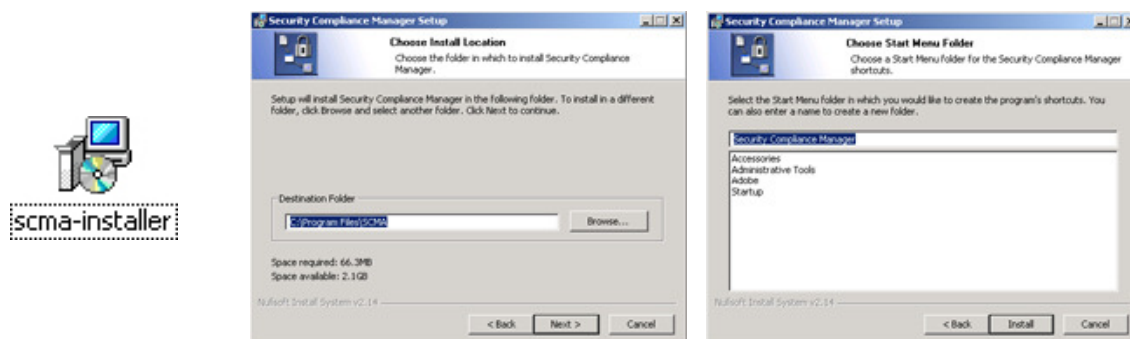 scma-installer
Security Compliance Manager Setup
Choose Install Location
Choose the folder in which to install Security Compliance
Manager.
Setup will install Security Compliance Manager in the following folder. To install in a different
folder, click Browse and select another folder. Click Next to continue.
Destination Folder
C:\Program Files\SCMA
Browse...
Space required: 66.3MB
Space available: 2.1GB
Nullsoft Install System v2.14
< Back
Next >
Cancel
Security Compliance Manager Setup
Choose Start Menu Folder
Choose a Start Menu folder for the Security Compliance Manager
shortcuts.
Select the Start Menu folder in which you would like to create the program's shortcuts. You
can also enter a name to create a new folder.
Security Compliance Manager
Accessories
Administrative Tools
Adobe
Startup
Nullsoft Install System v2.14
< Back
Install
Cancel